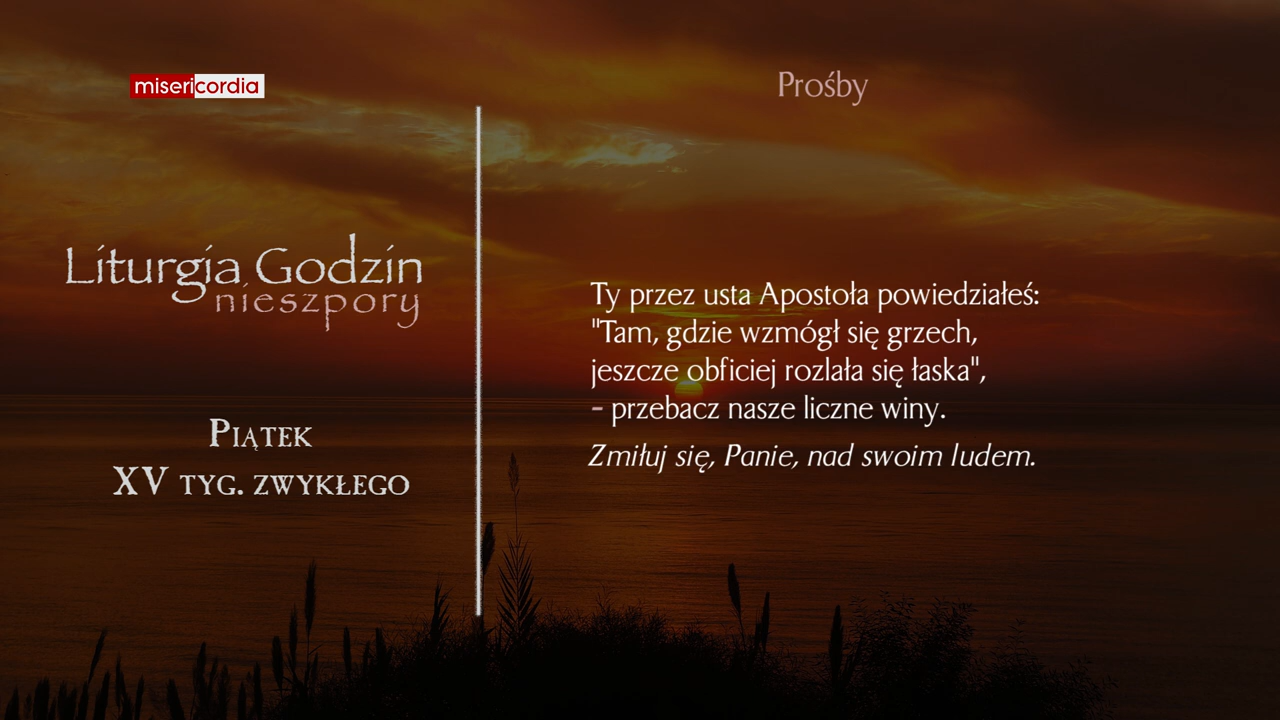 misericordia
Liturgia Godzin
nieszpory
Piątek
XV tyg. zwykłego
Prośby
Ty przez usta Apostoła powiedziałeś:
"Tam, gdzie wzmógł się grzech,
jeszcze obficiej rozlała się łaska",
- przebacz nasze liczne winy.
Zmiłuj się, Panie, nad swoim ludem.